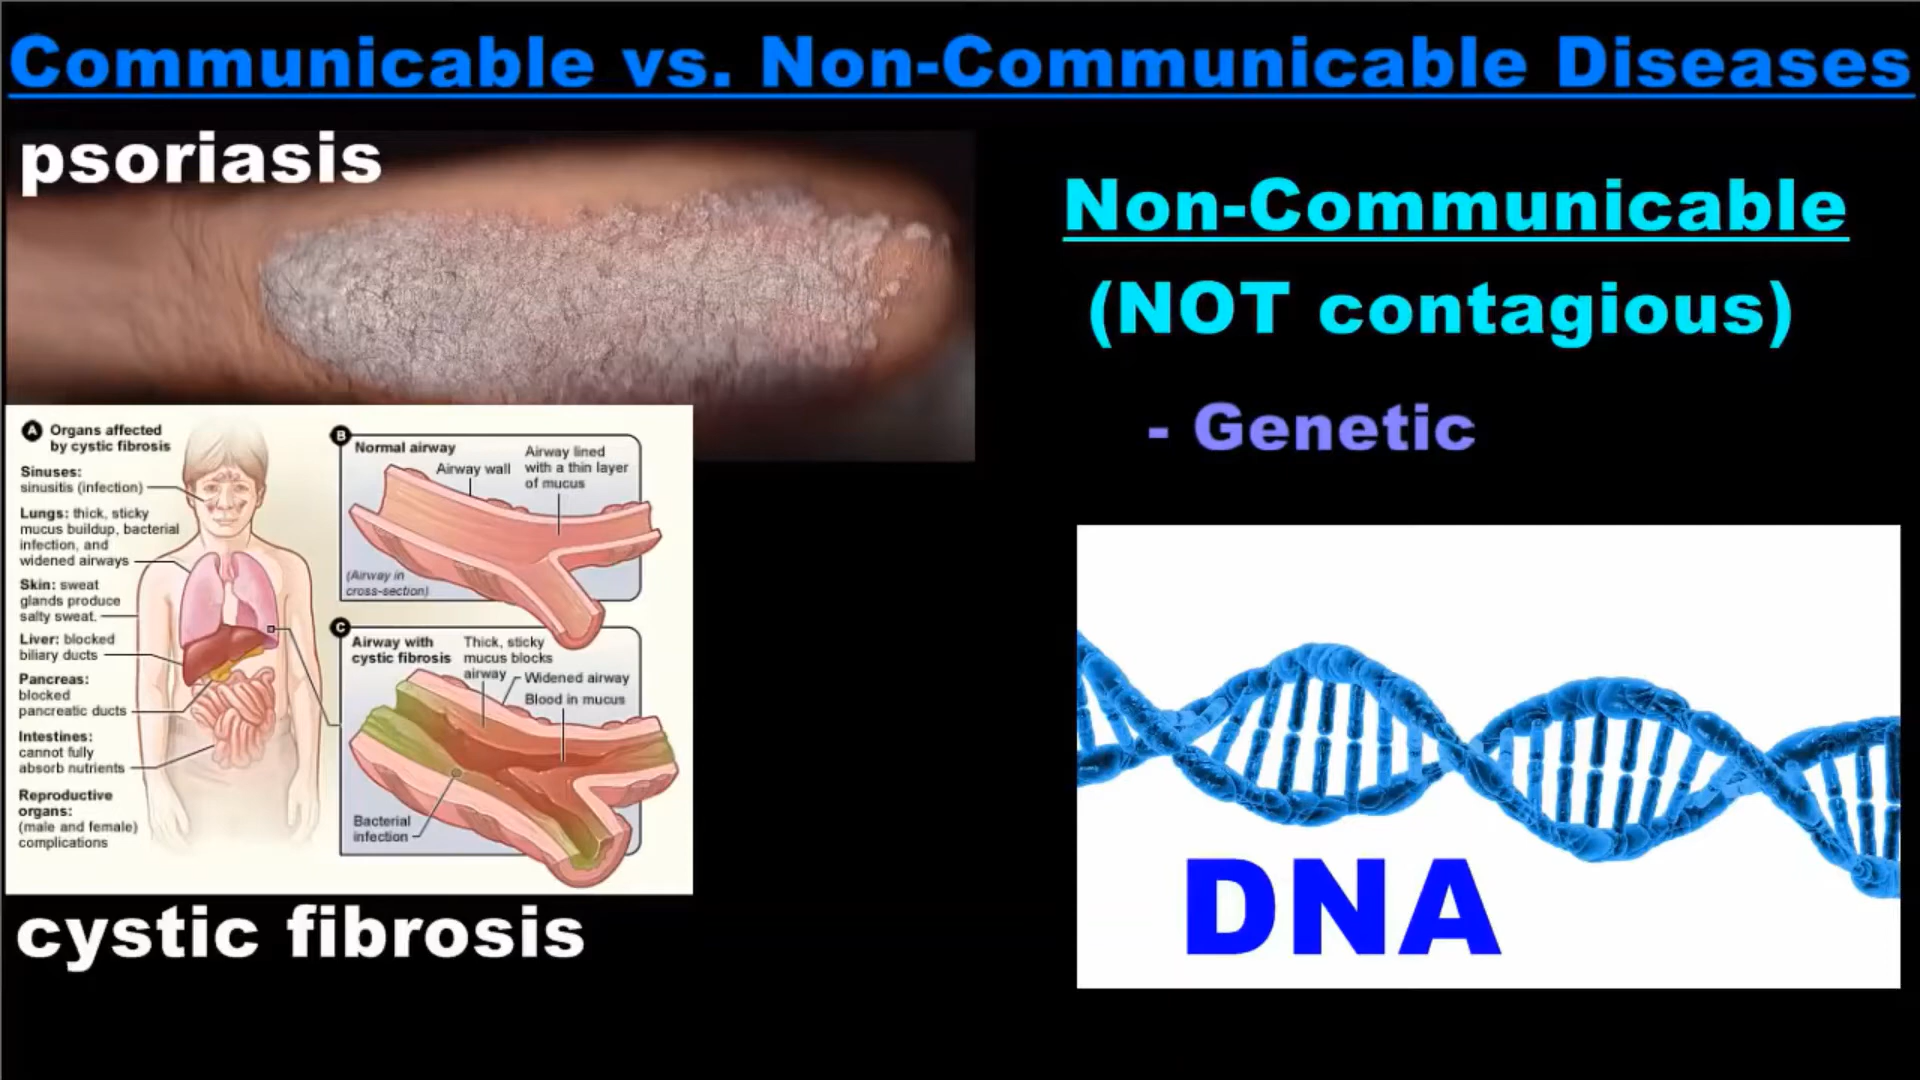 Communicable vs. Non-Communicable Diseases
psoriasis
Non-Communicable
(NOT contagious)
- Genetic
A Organs affected
by cystic fibrosis
Sinuses:
sinusitis (infection)
Lungs: thick, sticky
mucus buildup, bacterial
infection, and
widened airways
Skin: sweat
glands produce
salty sweat.
Liver: blocked
biliary ducts
Pancreas:
blocked
pancreatic ducts
Intestines:
cannot fully
absorb nutrients
Reproductive
organs:
(male and female)
complications
B
Normal airway
Airway wall
Airway lined
with a thin layer
of mucus
(Airway in
cross-section)
C
Airway with
cystic fibrosis
Thick, sticky
mucus blocks
airway
Widened airway
Blood in mucus
Bacterial
infection
cystic fibrosis
DNA